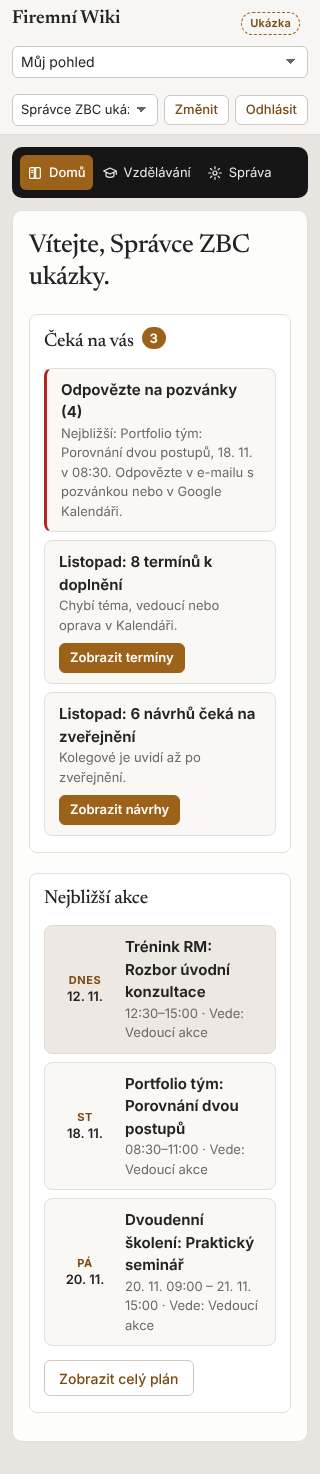 Firemní Wiki
Ukázka
Můj pohled
Správce ZBC uká:
Změnit
Odhlásit
Domů
Vzdělávání
Správa
Vítejte, Správce ZBC
ukázky.
Čeká na vás 3
Odpovězte na pozvánky
(4)
Nejbližší: Portfolio tým:
Porovnání dvou postupů, 18. 11.
v 08:30. Odpovězte v e-mailu s
pozvánkou nebo v Google
Kalendáři.
Listopad: 8 termínů k
doplnění
Chybí téma, vedoucí nebo
oprava v Kalendáři.
Zobrazit termíny
Listopad: 6 návrhů čeká na
zveřejnění
Kolegové je uvidí až po
zveřejnění.
Zobrazit návrhy
Nejbližší akce
DNES
12. 11.
Trénink RM:
Rozbor úvodní
konzultace
12:30–15:00 · Vede:
Vedoucí akce
ST
18. 11.
Portfolio tým:
Porovnání dvou
postupů
08:30–11:00 · Vede:
Vedoucí akce
PÁ
20. 11.
Dvoudenní
školení: Praktický
seminář
20. 11. 09:00 – 21. 11.
15:00 · Vede: Vedoucí
akce
Zobrazit celý plán